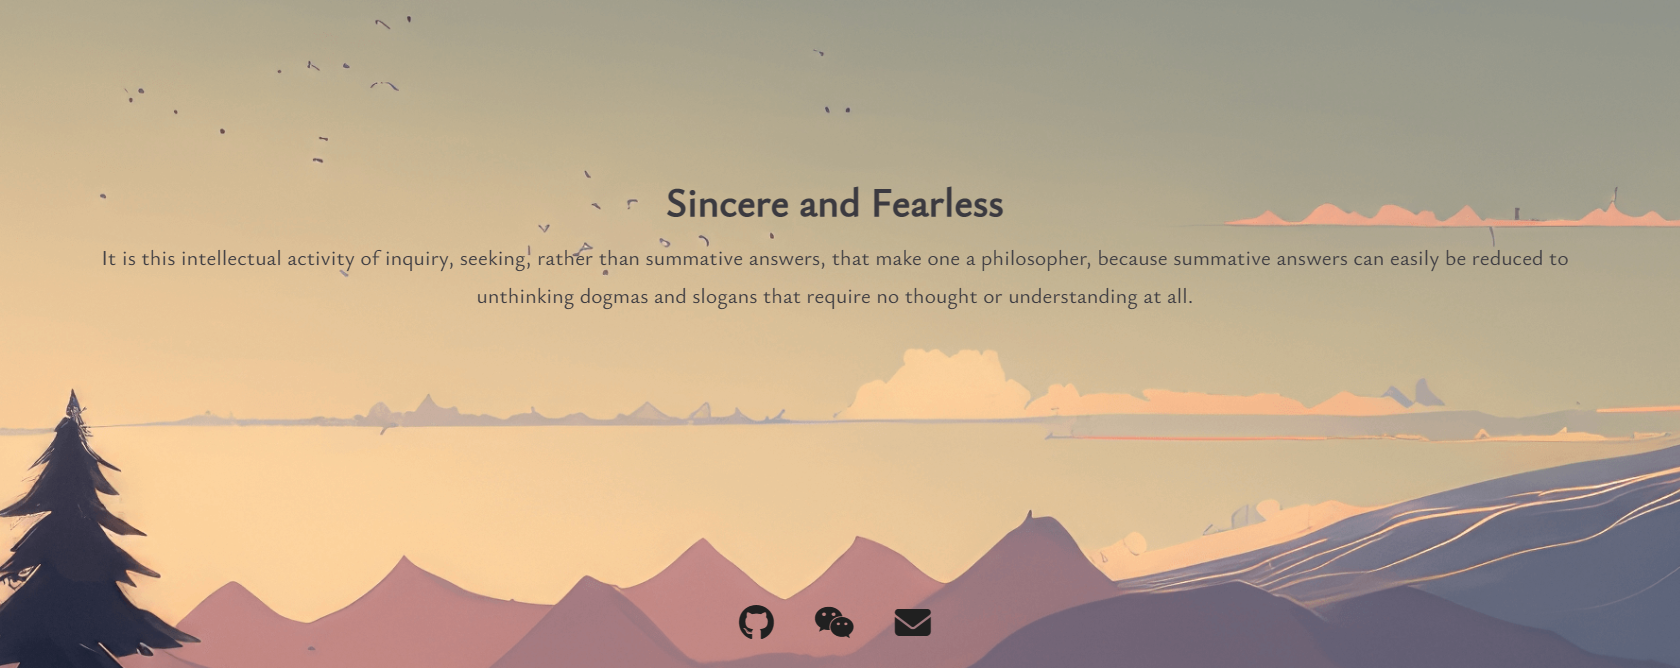 Sincere and Fearless
It is this intellectual activity of inquiry, seeking, rather than summative answers, that make one a philosopher, because summative answers can easily be reduced to
unthinking dogmas and slogans that require no thought or understanding at all.